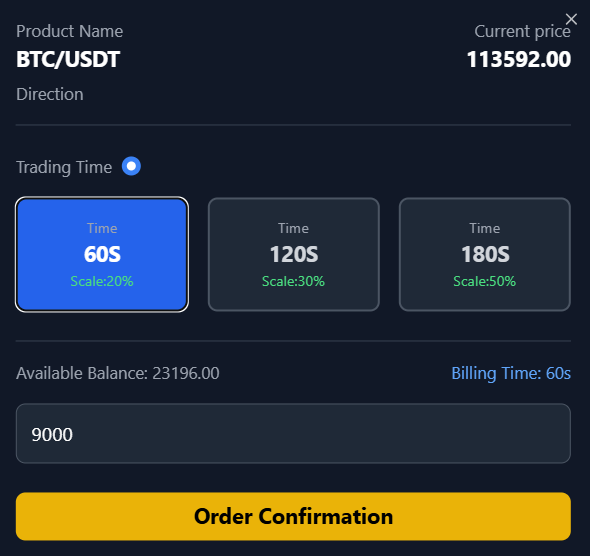 Product Name
Current price
BTC/USDT
113592.00
Direction
Trading Time
Time
60S
Scale:20%
Time
120S
Scale:30%
Time
180S
Scale:50%
Available Balance: 23196.00
Billing Time: 60s
9000
Order Confirmation